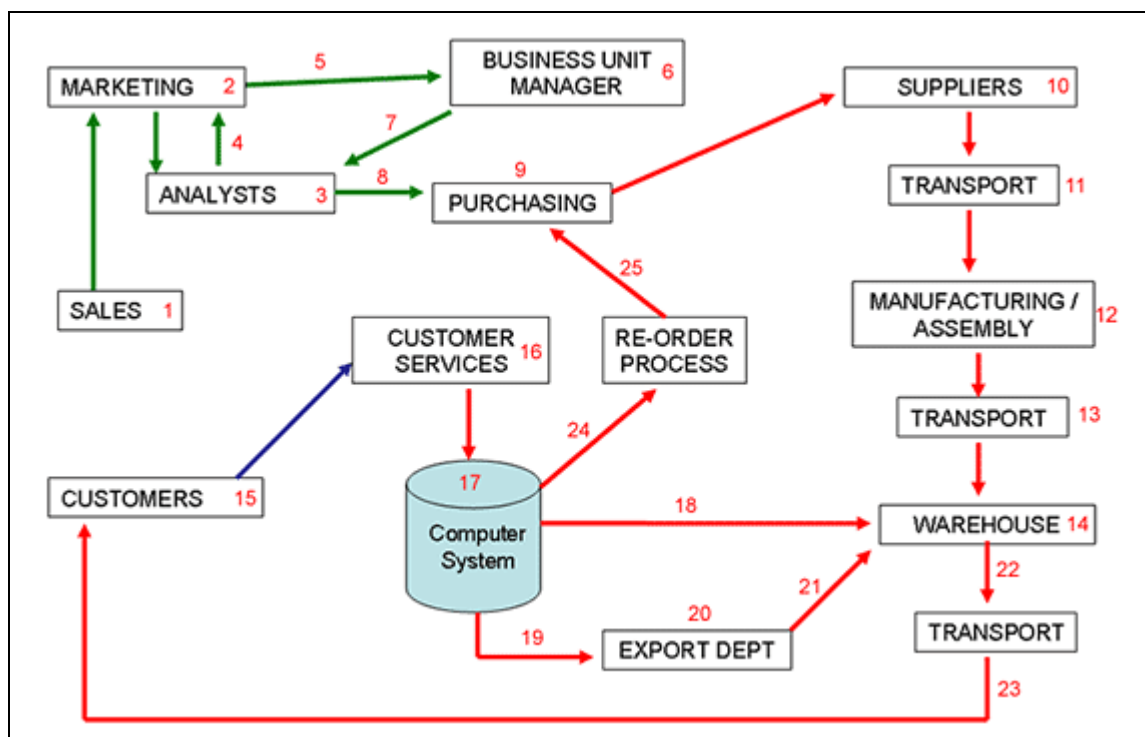 5
BUSINESS UNIT
MANAGER 6
MARKETING 2
SUPPLIERS 10
4
7
8
ANALYSTS 3
9
PURCHASING
TRANSPORT 11
25
SALES 1
MANUFACTURING /
ASSEMBLY 12
CUSTOMER
SERVICES 16
RE-ORDER
PROCESS
TRANSPORT 13
24
CUSTOMERS 15
17
Computer
System
18
WAREHOUSE 14
22
21
20
19
EXPORT DEPT
TRANSPORT
23